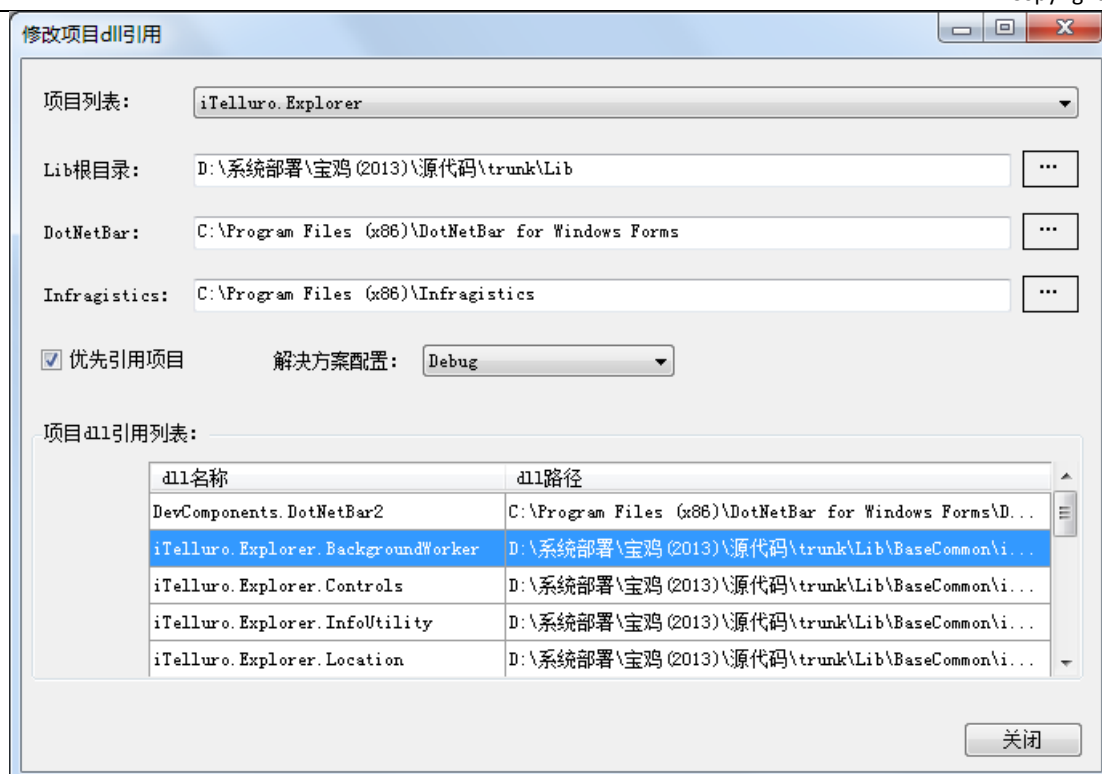 修改项目dll引用
项目列表: iTelluro.Explorer
Lib根目录: D:\系统部署\宝鸡(2013)\源代码\trunk\Lib ...
DotNetBar: C:\Program Files (x86)\DotNetBar for Windows Forms ...
Infragistics: C:\Program Files (x86)\Infragistics ...
优先引用项目 解决方案配置: Debug
项目dll引用列表:
dll名称 dll路径
DevComponents.DotNetBar2 C:\Program Files (x86)\DotNetBar for Windows Forms\D...
iTelluro.Explorer.BackgroundWorker D:\系统部署\宝鸡(2013)\源代码\trunk\Lib\BaseCommon\i...
iTelluro.Explorer.Controls D:\系统部署\宝鸡(2013)\源代码\trunk\Lib\BaseCommon\i...
iTelluro.Explorer.InfoUtility D:\系统部署\宝鸡(2013)\源代码\trunk\Lib\BaseCommon\i...
iTelluro.Explorer.Location D:\系统部署\宝鸡(2013)\源代码\trunk\Lib\BaseCommon\i...
关闭